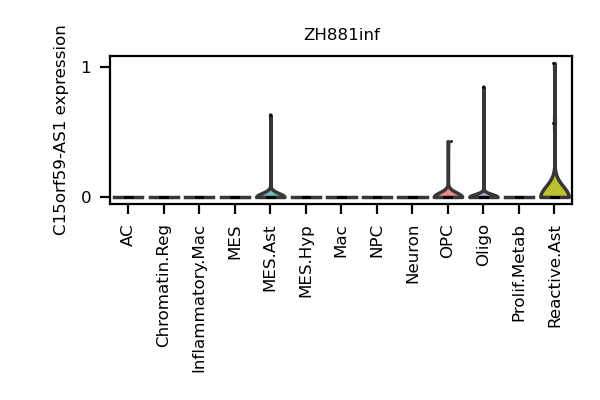 ZH881inf
C15orf59-AS1 expression
1
0
AC
Chromatin.Reg
Inflammatory.Mac
MES
MES.Ast
MES.Hyp
Mac
NPC
Neuron
OPC
Oligo
Prolif.Metab
Reactive.Ast